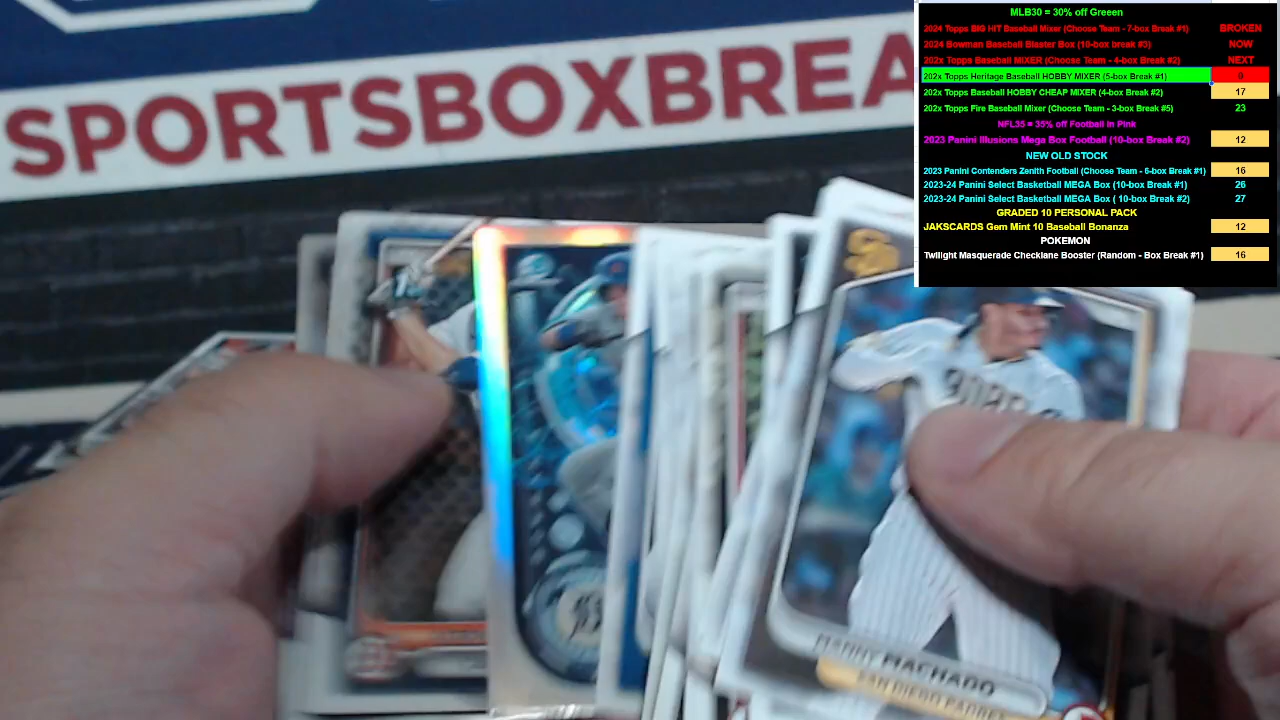 MLB30 = 30% off Greeen
2024 Topps BIG HIT Baseball Mixer (Choose Team - 7-box Break #1) BROKEN
2024 Bowman Baseball Blaster Box (10-box break #3) NOW
202x Topps Baseball MIXER (Choose Team - 4-box Break #2) NEXT
202x Topps Heritage Baseball HOBBY MIXER (5-box Break #1) 0
202x Topps Baseball HOBBY CHEAP MIXER (4-box Break #2) 17
202x Topps Fire Baseball Mixer (Choose Team - 3-box Break #5) 23
NFL35 = 35% off Football in Pink
2023 Panini Illusions Mega Box Football (10-box Break #2) 12
NEW OLD STOCK
2023 Panini Contenders Zenith Football (Choose Team - 6-box Break #1) 16
2023-24 Panini Select Basketball MEGA Box (10-box Break #1) 26
2023-24 Panini Select Basketball MEGA Box ( 10-box Break #2) 27
GRADED 10 PERSONAL PACK
JAKSCARDS Gem Mint 10 Baseball Bonanza 12
POKEMON
Twilight Masquerade Checklane Booster (Random - Box Break #1) 16
SPORTSBOXBREA
MANNY MACHADO
SAN DIEGO PADRES